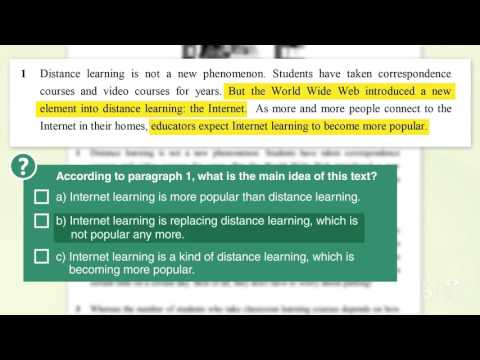 1 Distance learning is not a new phenomenon. Students have taken correspondence
courses and video courses for years. But the World Wide Web introduced a new
element into distance learning: the Internet. As more and more people connect to the
Internet in their homes, educators expect Internet learning to become more popular.
? According to paragraph 1, what is the main idea of this text?
a) Internet learning is more popular than distance learning.
b) Internet learning is replacing distance learning, which is
not popular any more.
c) Internet learning is a kind of distance learning, which is
becoming more popular.